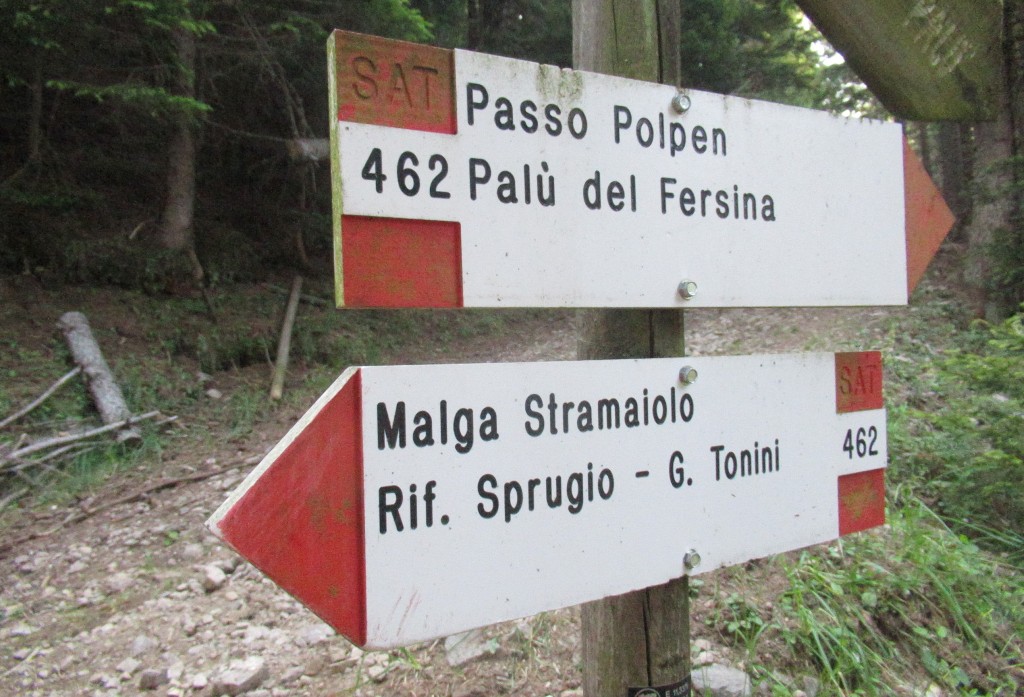 SAT
Passo Polpen
462 Palù del Fersina
Malga Stramaiolo
SAT
Rif. Sprugio - G. Tonini
462